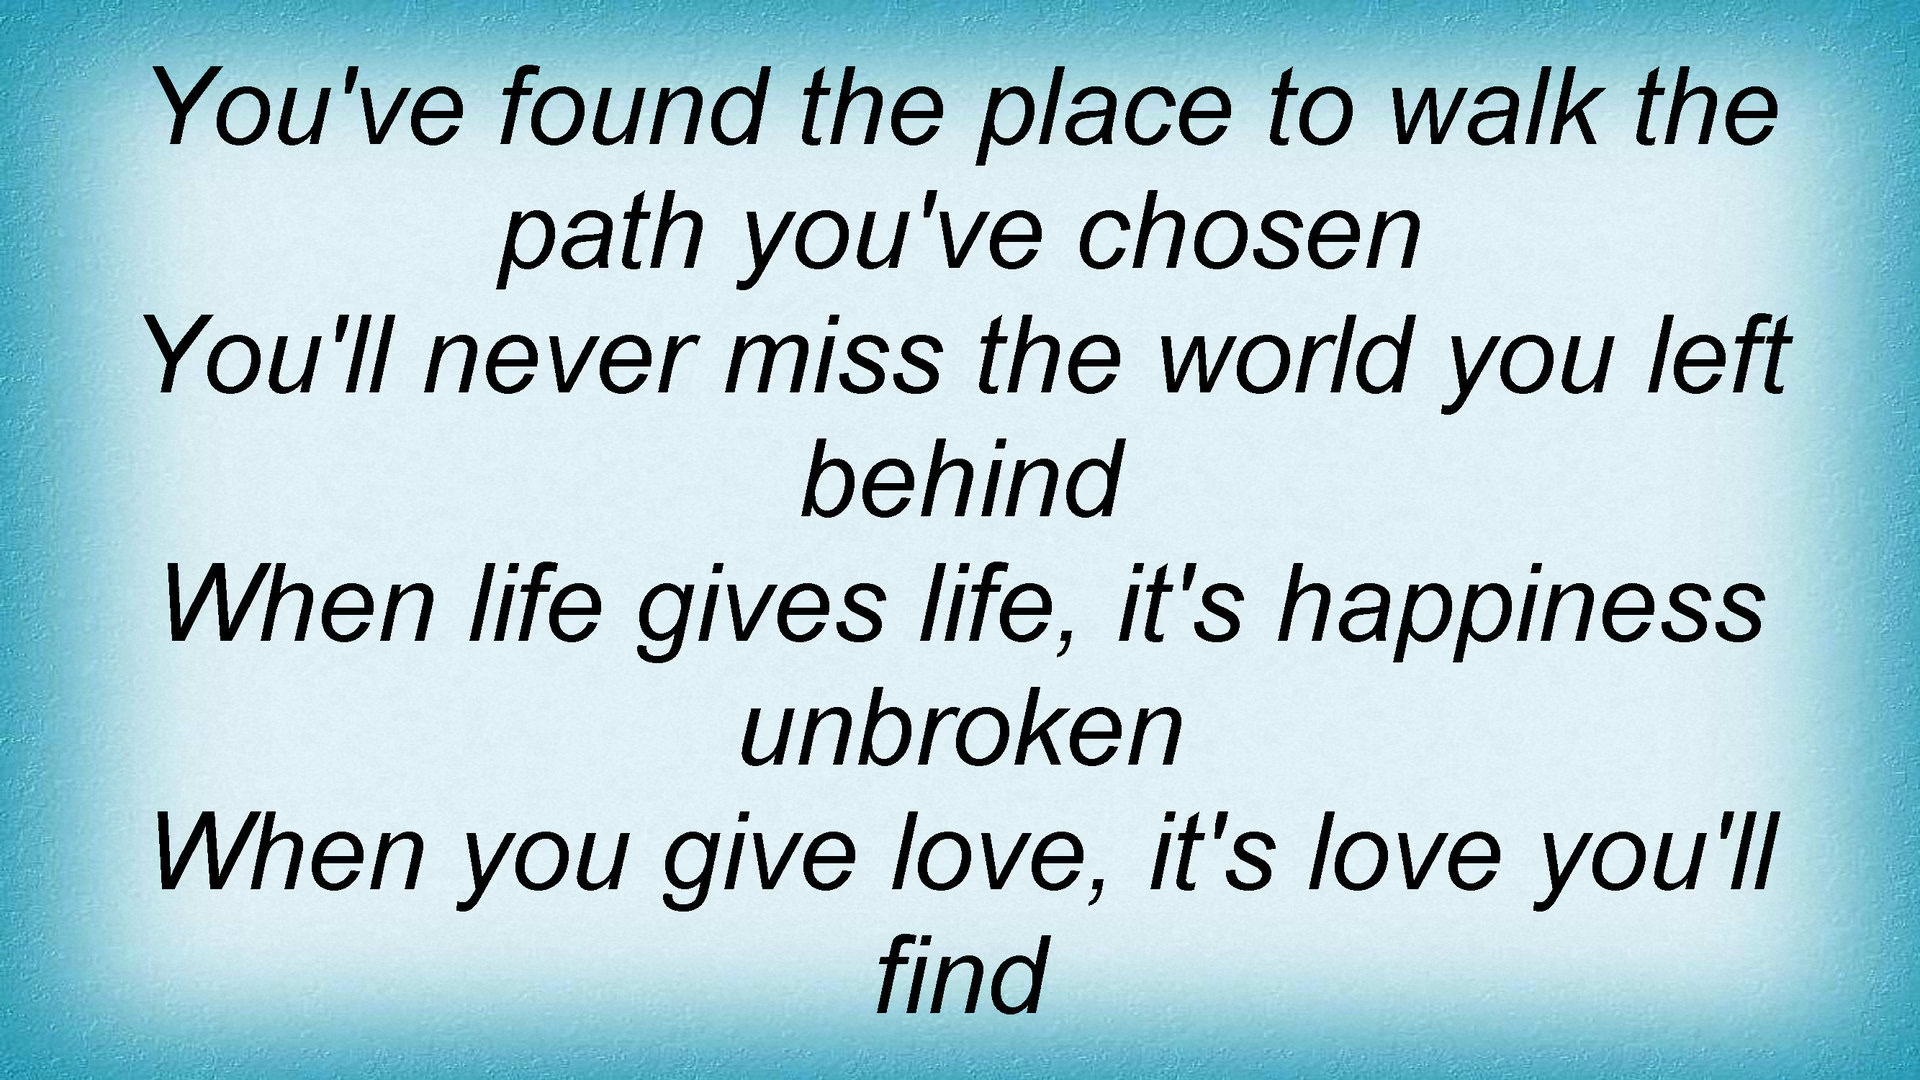 You've found the place to walk the
path you've chosen
You'll never miss the world you left
behind
When life gives life, it's happiness
unbroken
When you give love, it's love you'll
find